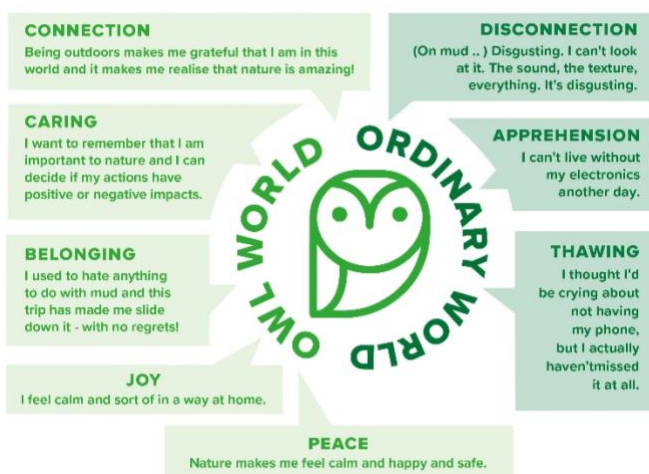 CONNECTION
Being outdoors makes me grateful that I am in this
world and it makes me realise that nature is amazing!
CARING
I want to remember that I am
important to nature and I can
decide if my actions have
positive or negative impacts.
BELONGING
I used to hate anything
to do with mud and this
trip has made me slide
down it - with no regrets!
JOY
I feel calm and sort of in a way at home.
PEACE
Nature makes me feel calm and happy and safe.
OWL WORLD
ORDINARY WORLD
DISCONNECTION
(On mud .. ) Disgusting. I can't look
at it. The sound, the texture,
everything. It's disgusting.
APPREHENSION
I can't live without
my electronics
another day.
THAWING
I thought I'd
be crying about
not having
my phone,
but I actually
haven'tmissed
it at all.